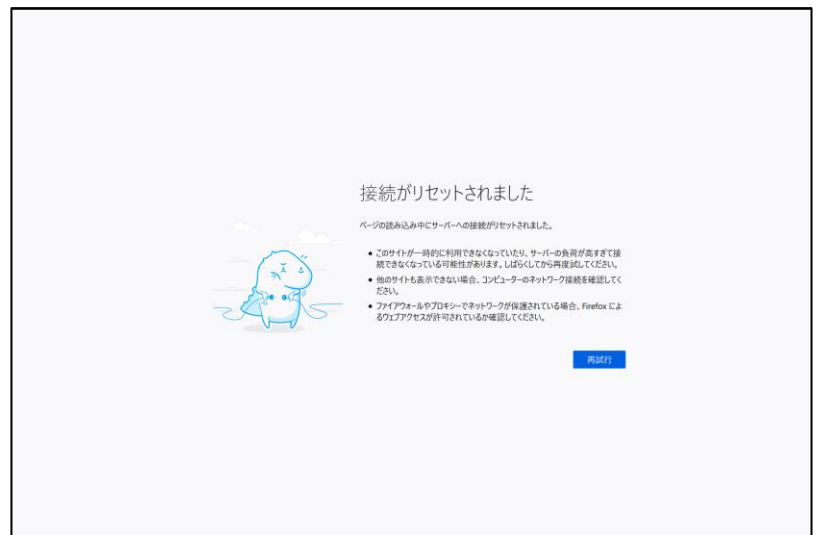 接続がリセットされました
ページの読み込み中にサーバーへの接続がリセットされました。
• このサイトが一時的に利用できなくなっていたり、サーバーの負荷が高すぎて接
続できなくなっている可能性があります。しばらくしてから再度試してください。
• 他のサイトも表示できない場合、コンピューターのネットワーク接続を確認してく
ださい。
• ファイアウォールやプロキシーでネットワークが保護されている場合、Firefox によ
るウェブアクセスが許可されているか確認してください。
再試行